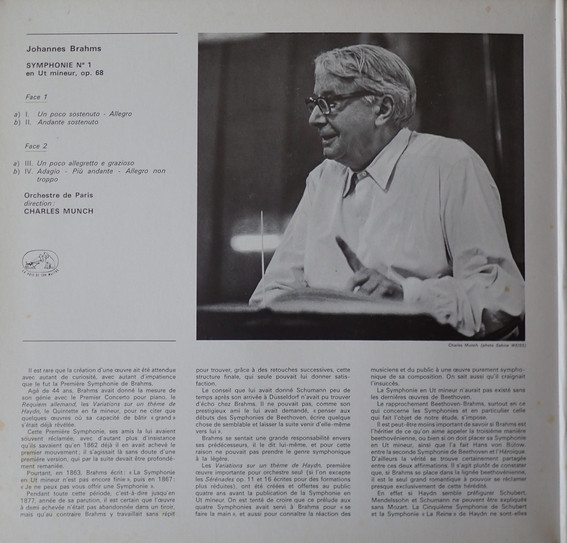 Johannes Brahms
SYMPHONIE N° 1
en Ut mineur, op. 68
Face 1
a) I. Un poco sostenuto - Allegro
b) II. Andante sostenuto
Face 2
a) III. Un poco allegretto e grazioso
b) IV. Adagio - Più andante - Allegro non
troppo
Orchestre de Paris
direction :
CHARLES MUNCH
LA VOIX DE SON MAITRE
Charles Munch (photo Sabine WEISS)
Il est rare que la création d'une œuvre ait été attendue
avec autant de curiosité, avec autant d'impatience
que le fut la Première Symphonie de Brahms.
Agé de 44 ans, Brahms avait donné la mesure de
son génie avec le Premier Concerto pour piano, le
Requiem allemand, les Variations sur un thème de
Haydn, le Quintette en fa mineur, pour ne citer que
quelques œuvres où sa capacité de bâtir « grand »
s'était déjà révélée.
Cette Première Symphonie, ses amis la lui avaient
souvent réclamée, avec d'autant plus d'insistance
qu'ils savaient qu'en 1862 déjà il en avait achevé le
premier mouvement ; il s'agissait là sans doute d'une
première version, qui par la suite devait être profondé-
ment remaniée.
Pourtant, en 1863, Brahms écrit : « La Symphonie
en Ut mineur n'est pas encore finie », puis en 1867:
« Je ne peux pas vous offrir une Symphonie ».
Pendant toute cette période, c'est-à-dire jusqu'en
1877, année de sa parution, il est certain que l'œuvre
à demi achevée n'était pas abandonnée dans un tiroir,
mais qu'au contraire Brahms y travaillait sans répit
pour trouver, grâce à des retouches successives, cette
structure finale, qui seule pouvait lui donner satis-
faction.
Le conseil que lui avait donné Schumann peu de
temps après son arrivée à Düsseldorf n'avait pu trouver
d'écho chez Brahms. Il ne pouvait pas, comme son
prestigieux ami le lui avait demandé, « penser aux
débuts des Symphonies de Beethoven, écrire quelque
chose de semblable et laisser la suite venir d'elle-même
vers lui ».
Brahms se sentait une grande responsabilité envers
ses prédécesseurs, il le dit lui-même, et pour cette
raison ne pouvait pas prendre le genre symphonique
à la légère.
Les Variations sur un thème de Haydn, première
œuvre importante pour orchestre seul (si l'on excepte
les Sérénades op. 11 et 16 écrites pour des formations
plus réduites), ont été créées et offertes au public
quatre ans avant la publication de la Symphonie en
Ut mineur. On est tenté de croire que ce prélude aux
quatre Symphonies avait servi à Brahms pour « se
faire la main », et aussi pour connaître la réaction des
musiciens et du public à une œuvre purement sympho-
nique de sa composition. On sait aussi qu'il craignait
l'insuccès.
La Symphonie en Ut mineur n'aurait pas existé sans
les dernières œuvres de Beethoven.
Le rapprochement Beethoven-Brahms, surtout en ce
qui concerne les Symphonies et en particulier celle
qui fait l'objet de notre étude, s'impose.
Il est peut-être moins important de savoir si Brahms est
l'héritier de ce qu'on aime appeler la troisième manière
beethovénienne, ou bien si on doit placer sa Symphonie
en Ut mineur, ainsi que l'a fait Hans von Bülow,
entre la seconde Symphonie de Beethoven et l'Héroïque.
D'ailleurs la vérité se trouve certainement partagée
entre ces deux affirmations. Il s'agit plutôt de constater
que, si Brahms se place dans la lignée beethovénienne,
il est le seul grand romantique à pouvoir se réclamer
presque exclusivement de cette hérédité.
En effet si Haydn semble préfigurer Schubert,
Mendelssohn et Schumann ne peuvent être expliqués
sans Mozart. La Cinquième Symphonie de Schubert
et la Symphonie « La Reine » de Haydn ne sont-elles